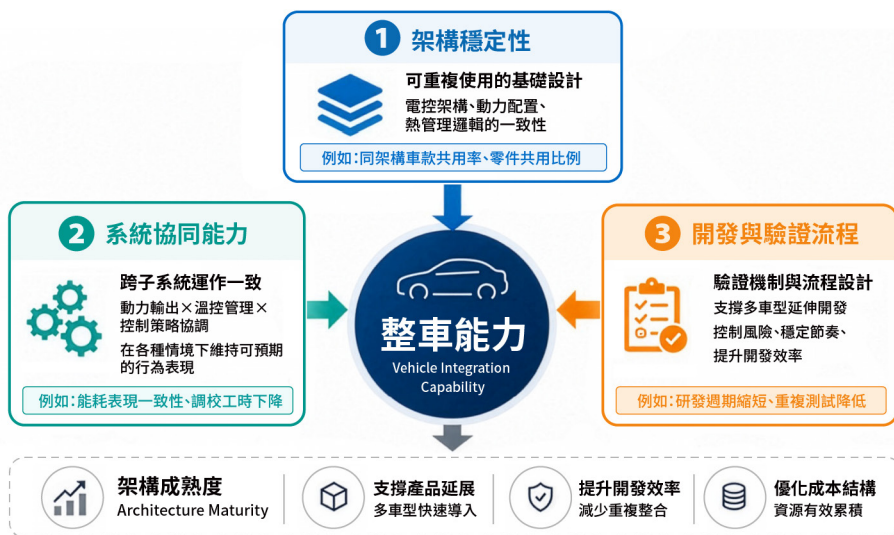 1 架構穩定性
可重複使用的基礎設計
電控架構、動力配置、
熱管理邏輯的一致性
例如：同架構車款共用率、零件共用比例
2 系統協同能力
跨子系統運作一致
動力輸出×溫控管理×
控制策略協調
在各種情境下維持可預期
的行為表現
例如：能耗表現一致性、調校工時下降
整車能力
Vehicle Integration
Capability
3 開發與驗證流程
驗證機制與流程設計
支撐多車型延伸開發
控制風險、穩定節奏、
提升開發效率
例如：研發週期縮短、重複測試降低
架構成熟度
Architecture Maturity
支撐產品延展
多車型快速導入
提升開發效率
減少重複整合
優化成本結構
資源有效累積